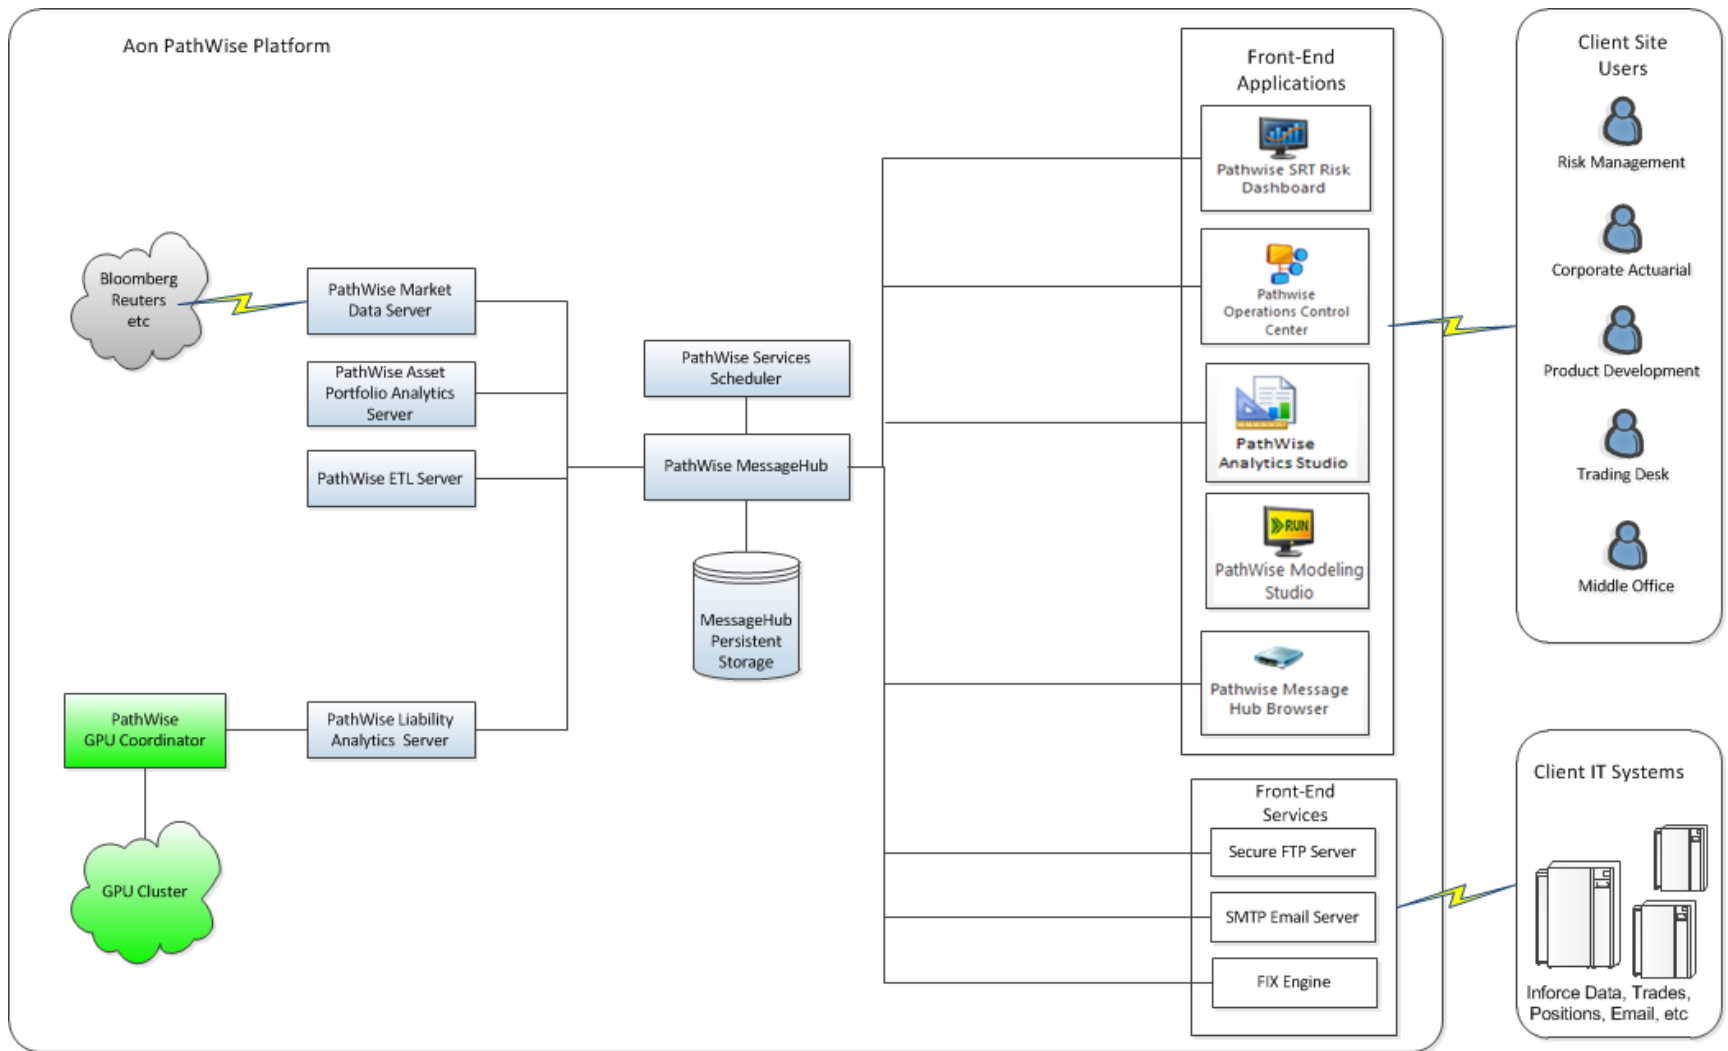 Aon PathWise Platform
Bloomberg
Reuters
etc
PathWise Market
Data Server
PathWise Asset
Portfolio Analytics
Server
PathWise ETL Server
PathWise
GPU Coordinator
PathWise Liability
Analytics Server
GPU Cluster
PathWise Services
Scheduler
PathWise MessageHub
MessageHub
Persistent
Storage
Front-End
Applications
Pathwise SRT Risk
Dashboard
Pathwise
Operations Control
Center
PathWise
Analytics Studio
RUN
PathWise Modeling
Studio
Pathwise Message
Hub Browser
Front-End
Services
Secure FTP Server
SMTP Email Server
FIX Engine
Client Site
Users
Risk Management
Corporate Actuarial
Product Development
Trading Desk
Middle Office
Client IT Systems
Inforce Data, Trades,
Positions, Email, etc